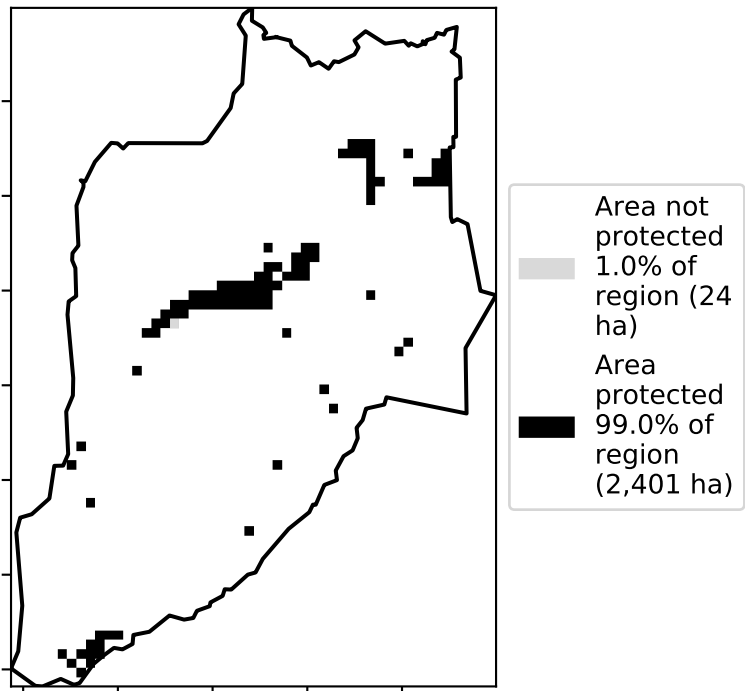 Area not
protected
1.0% of
region (24
ha)
Area
protected
99.0% of
region
(2,401 ha)